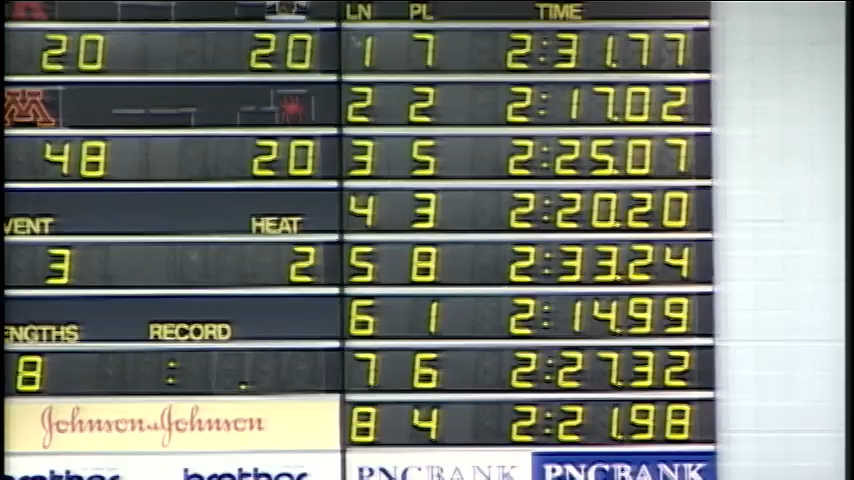 LN PL TIME
20 20 1 7 2:31.77
M 2 2 2:17.02
48 20 3 5 2:25.07
4 3 2:20.20
VENT HEAT
3 2 5 8 2:33.24
6 1 2:14.99
NGTHS RECORD
8 : . 7 6 2:27.32
Johnson & Johnson 8 4 2:21.98
brother brother PNCBANK PNCBANK